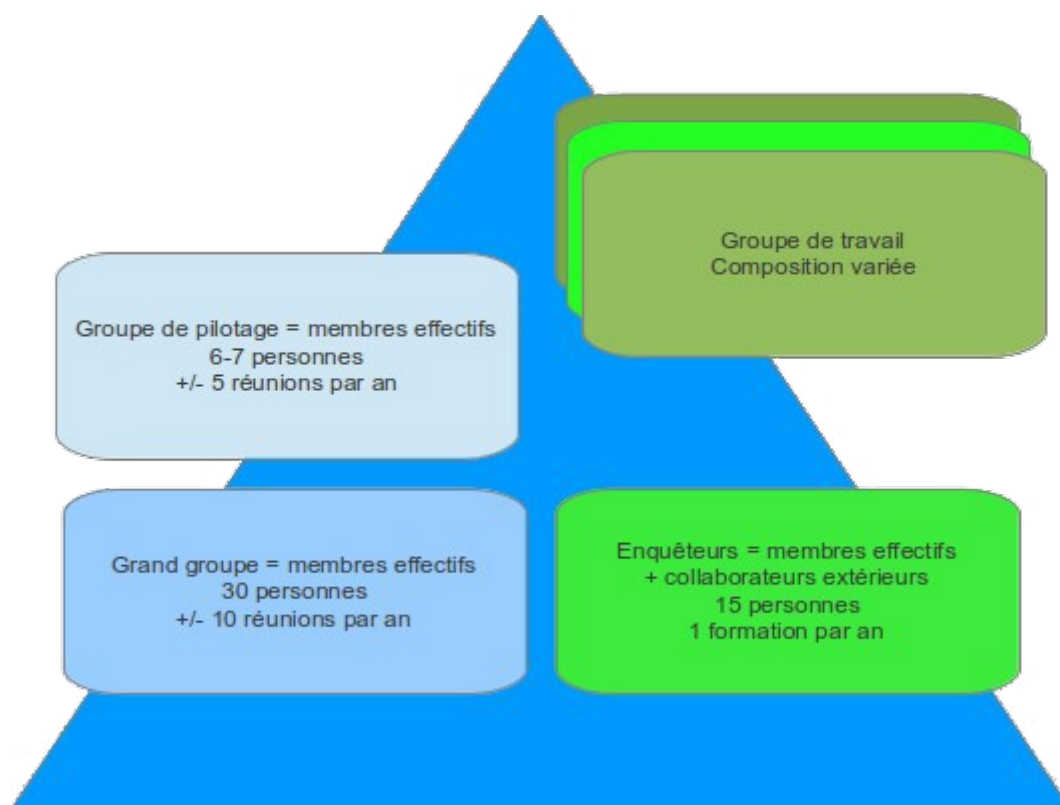 Groupe de travail
Composition variée
Groupe de pilotage = membres effectifs
6-7 personnes
+/- 5 réunions par an
Grand groupe = membres effectifs
30 personnes
+/- 10 réunions par an
Enquêteurs = membres effectifs
+ collaborateurs extérieurs
15 personnes
1 formation par an